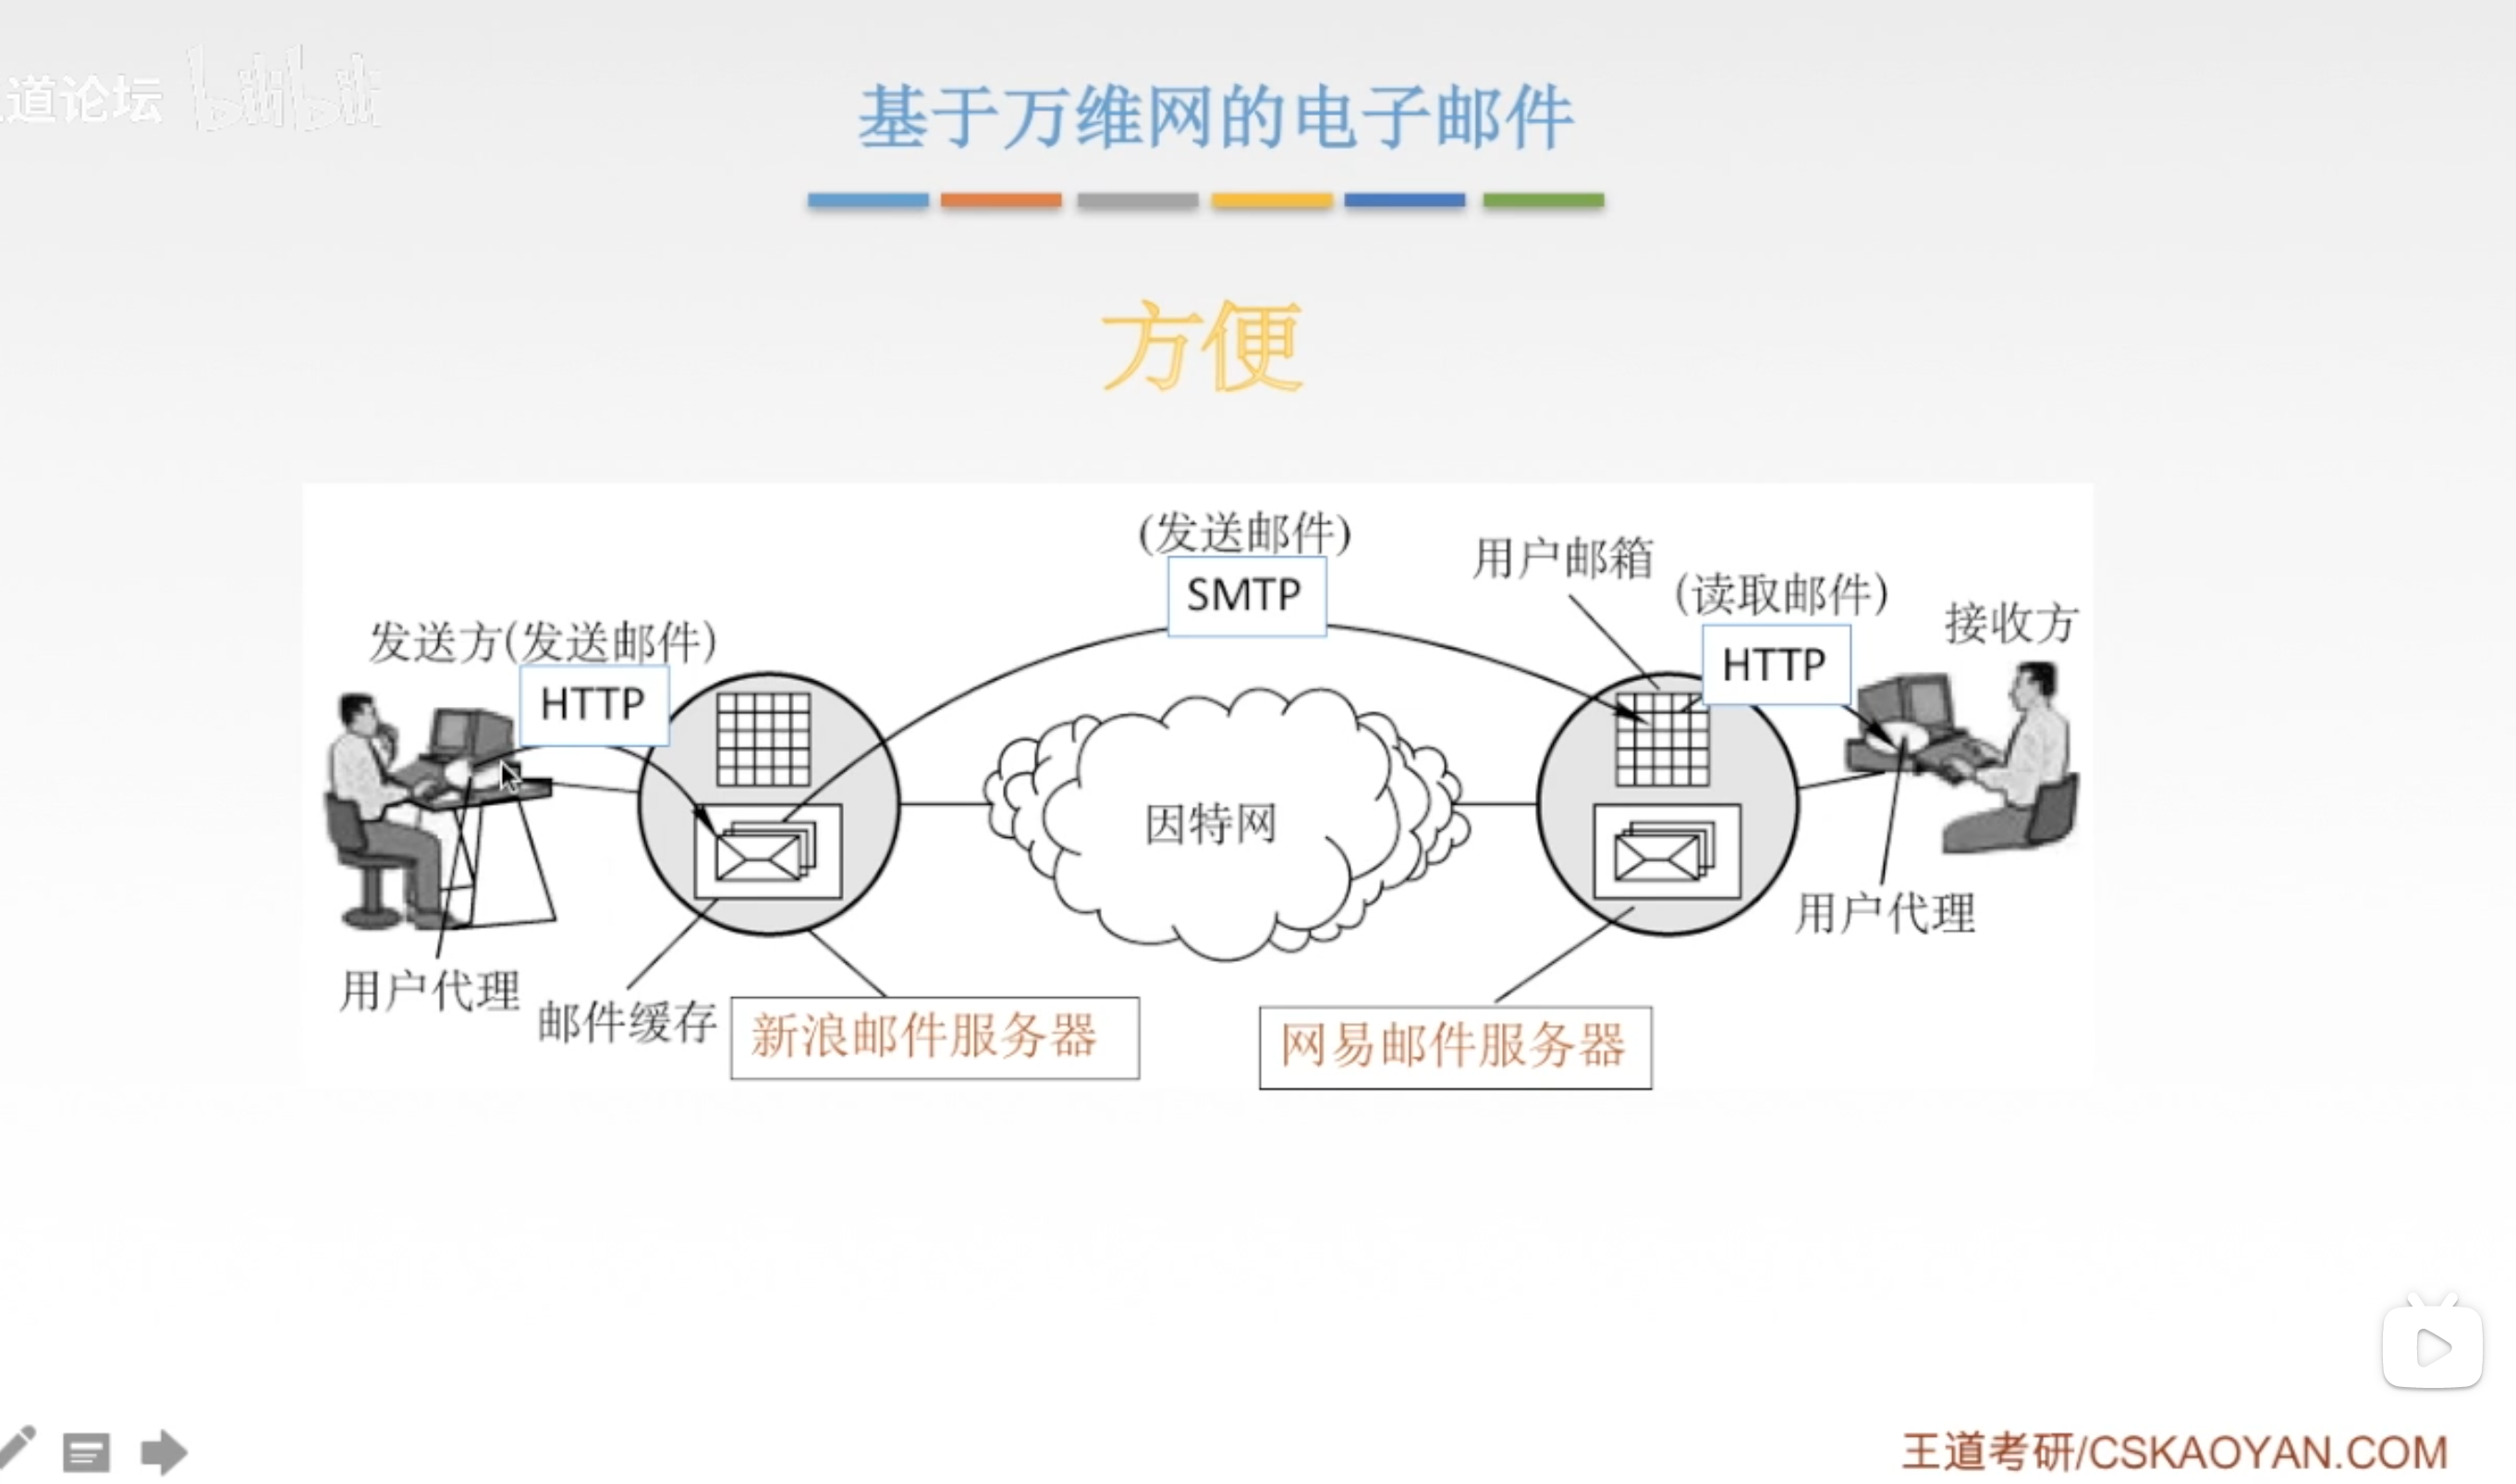 道论坛 bilibili
基于万维网的电子邮件
方便
(发送邮件)
SMTP
用户邮箱
(读取邮件)
HTTP
接收方
发送方(发送邮件)
HTTP
因特网
用户代理
用户代理
邮件缓存
新浪邮件服务器
网易邮件服务器
王道考研/CSKAOYAN.COM